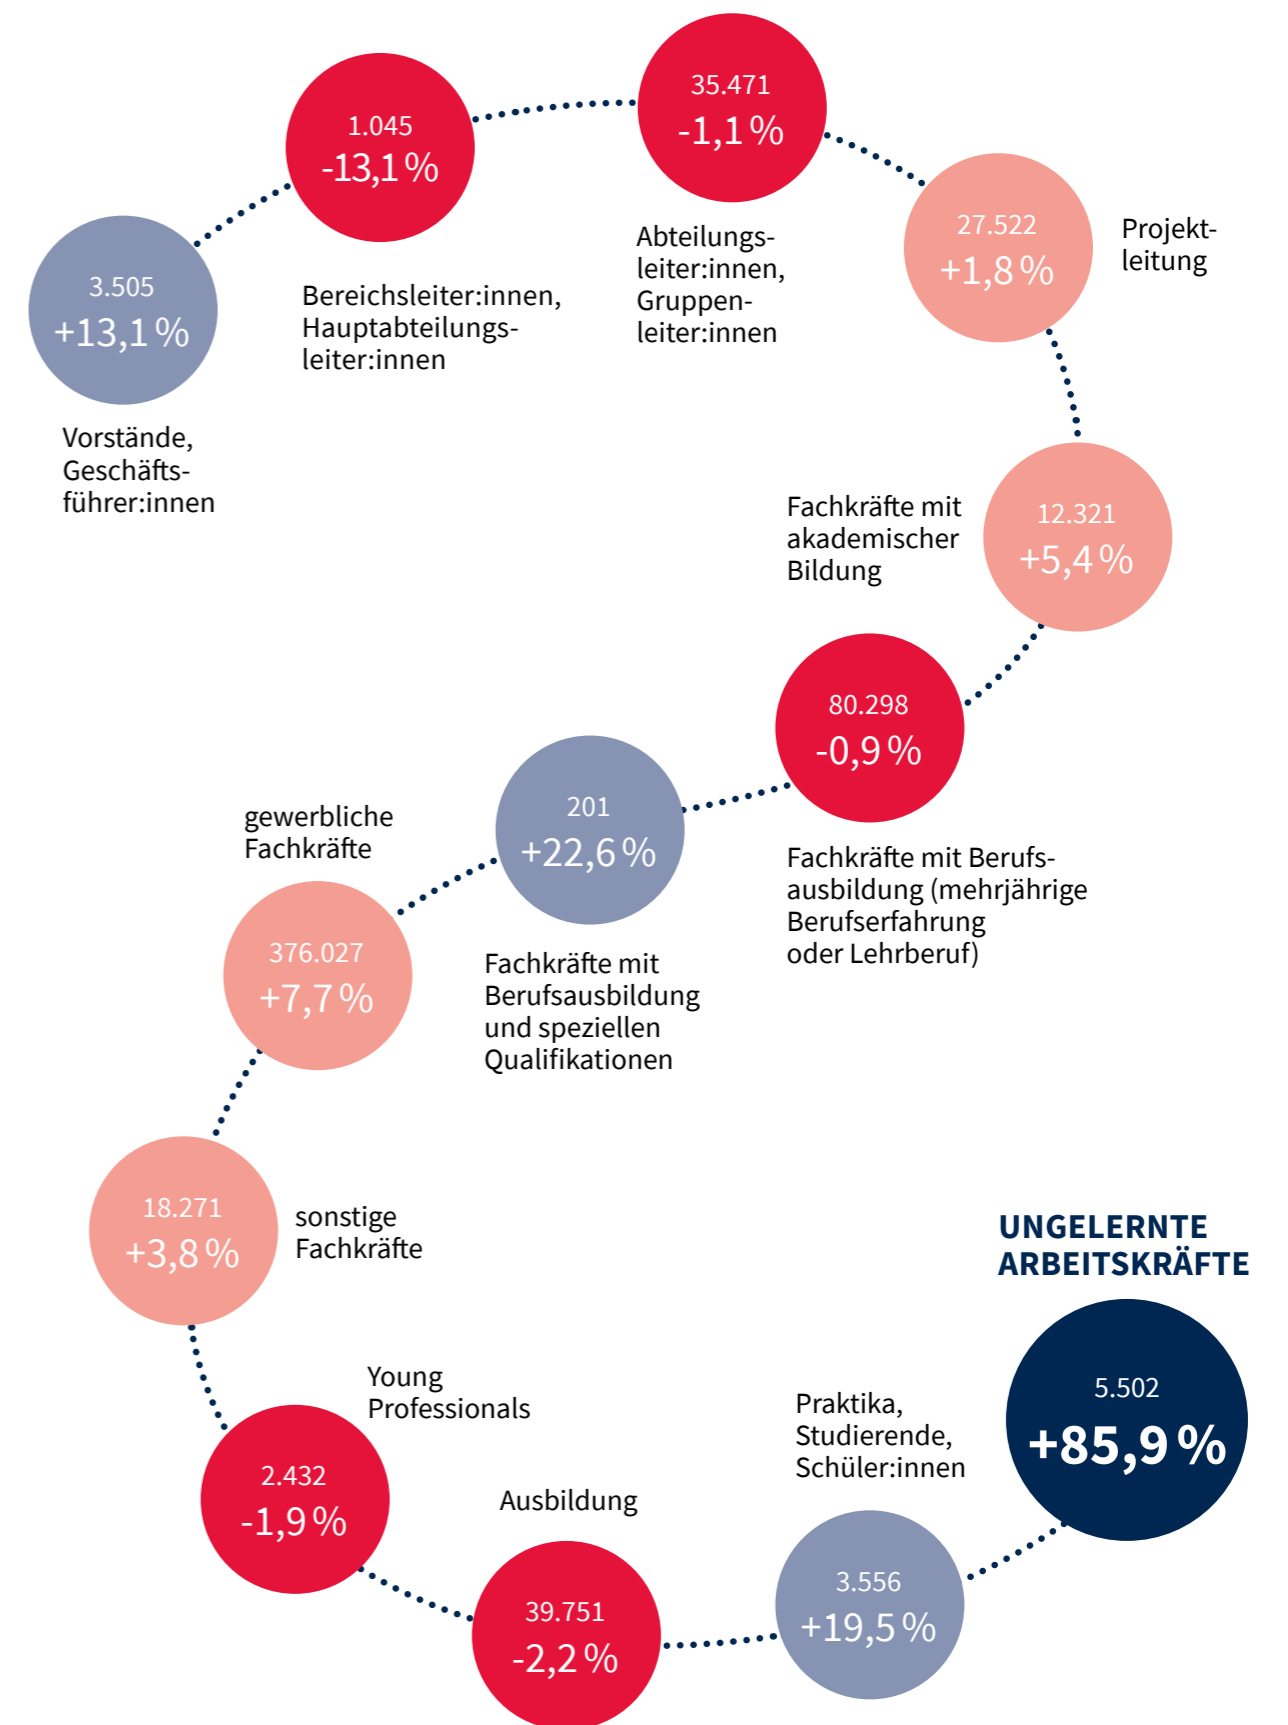 3.505
+13,1 %
Vorstände,
Geschäfts-
führer:innen
1.045
-13,1 %
Bereichsleiter:innen,
Hauptabteilungs-
leiter:innen
35.471
-1,1 %
Abteilungs-
leiter:innen,
Gruppen-
leiter:innen
27.522
+1,8 %
Projekt-
leitung
Fachkräfte mit
akademischer
Bildung
12.321
+5,4 %
80.298
-0,9 %
Fachkräfte mit Berufs-
ausbildung (mehrjährige
Berufserfahrung
oder Lehrberuf)
201
+22,6 %
Fachkräfte mit
Berufsausbildung
und speziellen
Qualifikationen
gewerbliche
Fachkräfte
376.027
+7,7 %
18.271
+3,8 %
sonstige
Fachkräfte
Young
Professionals
2.432
-1,9 %
Ausbildung
39.751
-2,2 %
Praktika,
Studierende,
Schüler:innen
3.556
+19,5 %
UNGELERNTE
ARBEITSKRÄFTE
5.502
+85,9 %